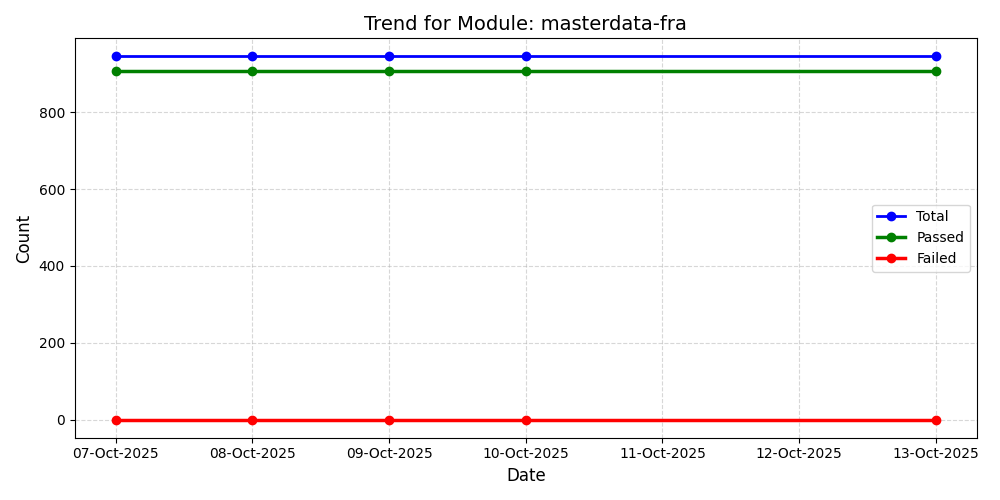 Trend for Module: masterdata-fra
Count
800
600
400
200
0
Total
Passed
Failed
07-Oct-2025
08-Oct-2025
09-Oct-2025
10-Oct-2025
11-Oct-2025
12-Oct-2025
13-Oct-2025
Date